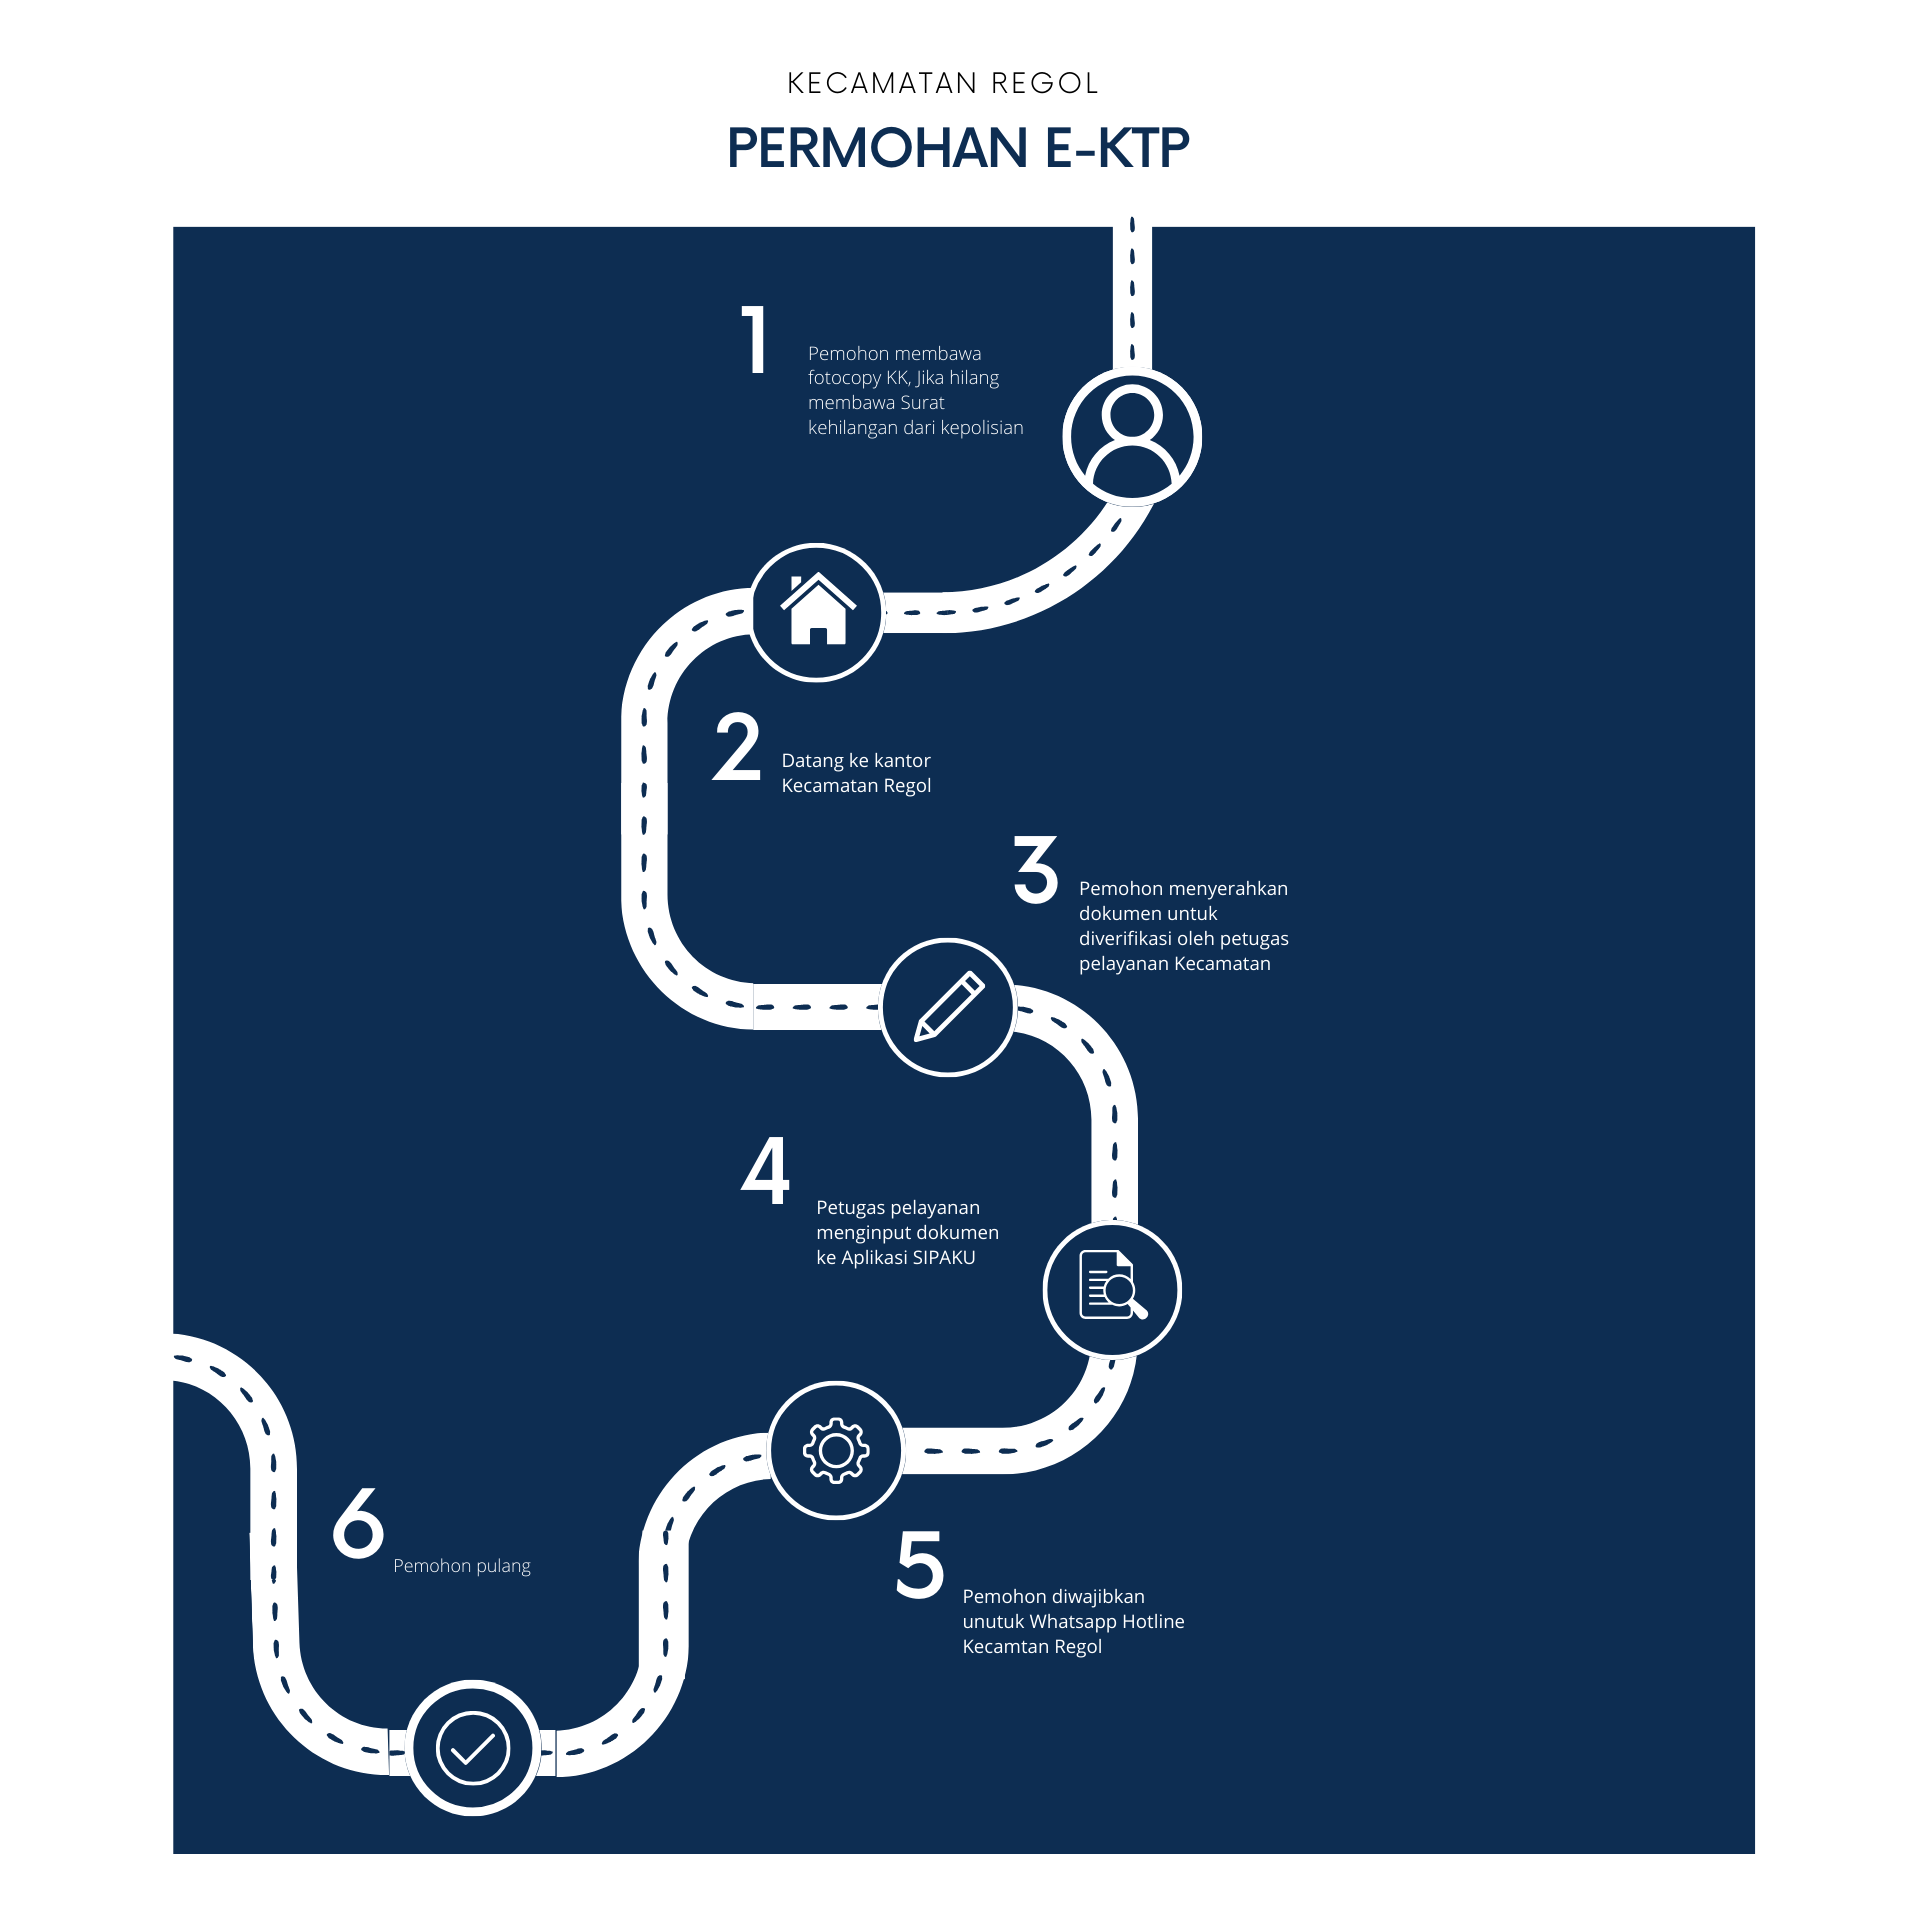 KECAMATAN REGOL
PERMOHAN E-KTP
1
Pemohon membawa
fotocopy KK, Jika hilang
membawa Surat
kehilangan dari kepolisian
2
Datang ke kantor
Kecamatan Regol
3
Pemohon menyerahkan
dokumen untuk
diverifikasi oleh petugas
pelayanan Kecamatan
4
Petugas pelayanan
menginput dokumen
ke Aplikasi SIPAKU
5
Pemohon diwajibkan
unutuk Whatsapp Hotline
Kecamtan Regol
6
Pemohon pulang